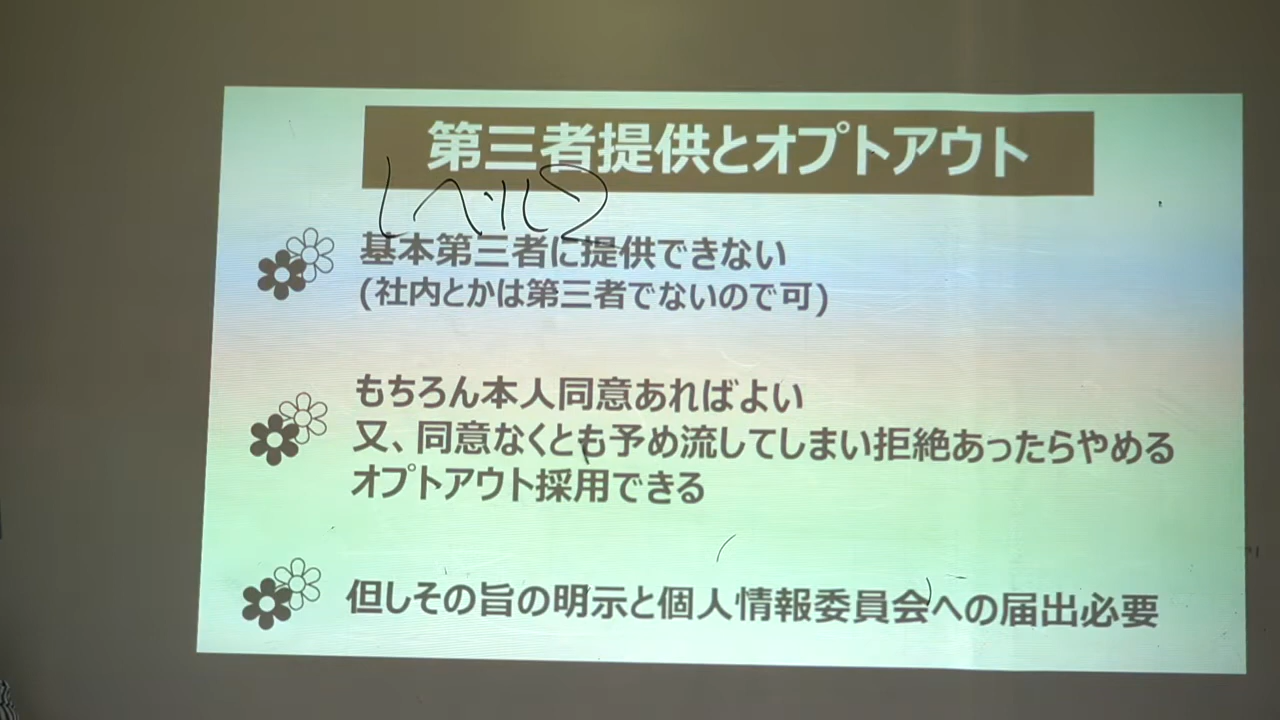 第三者提供とオプトアウト
レベル2
基本第三者に提供できない
(社内とかは第三者でないので可)
もちろん本人同意あればよい
又、同意なくとも予め流してしまい拒絶あったらやめる
オプトアウト採用できる
但しその旨の明示と個人情報委員会への届出必要